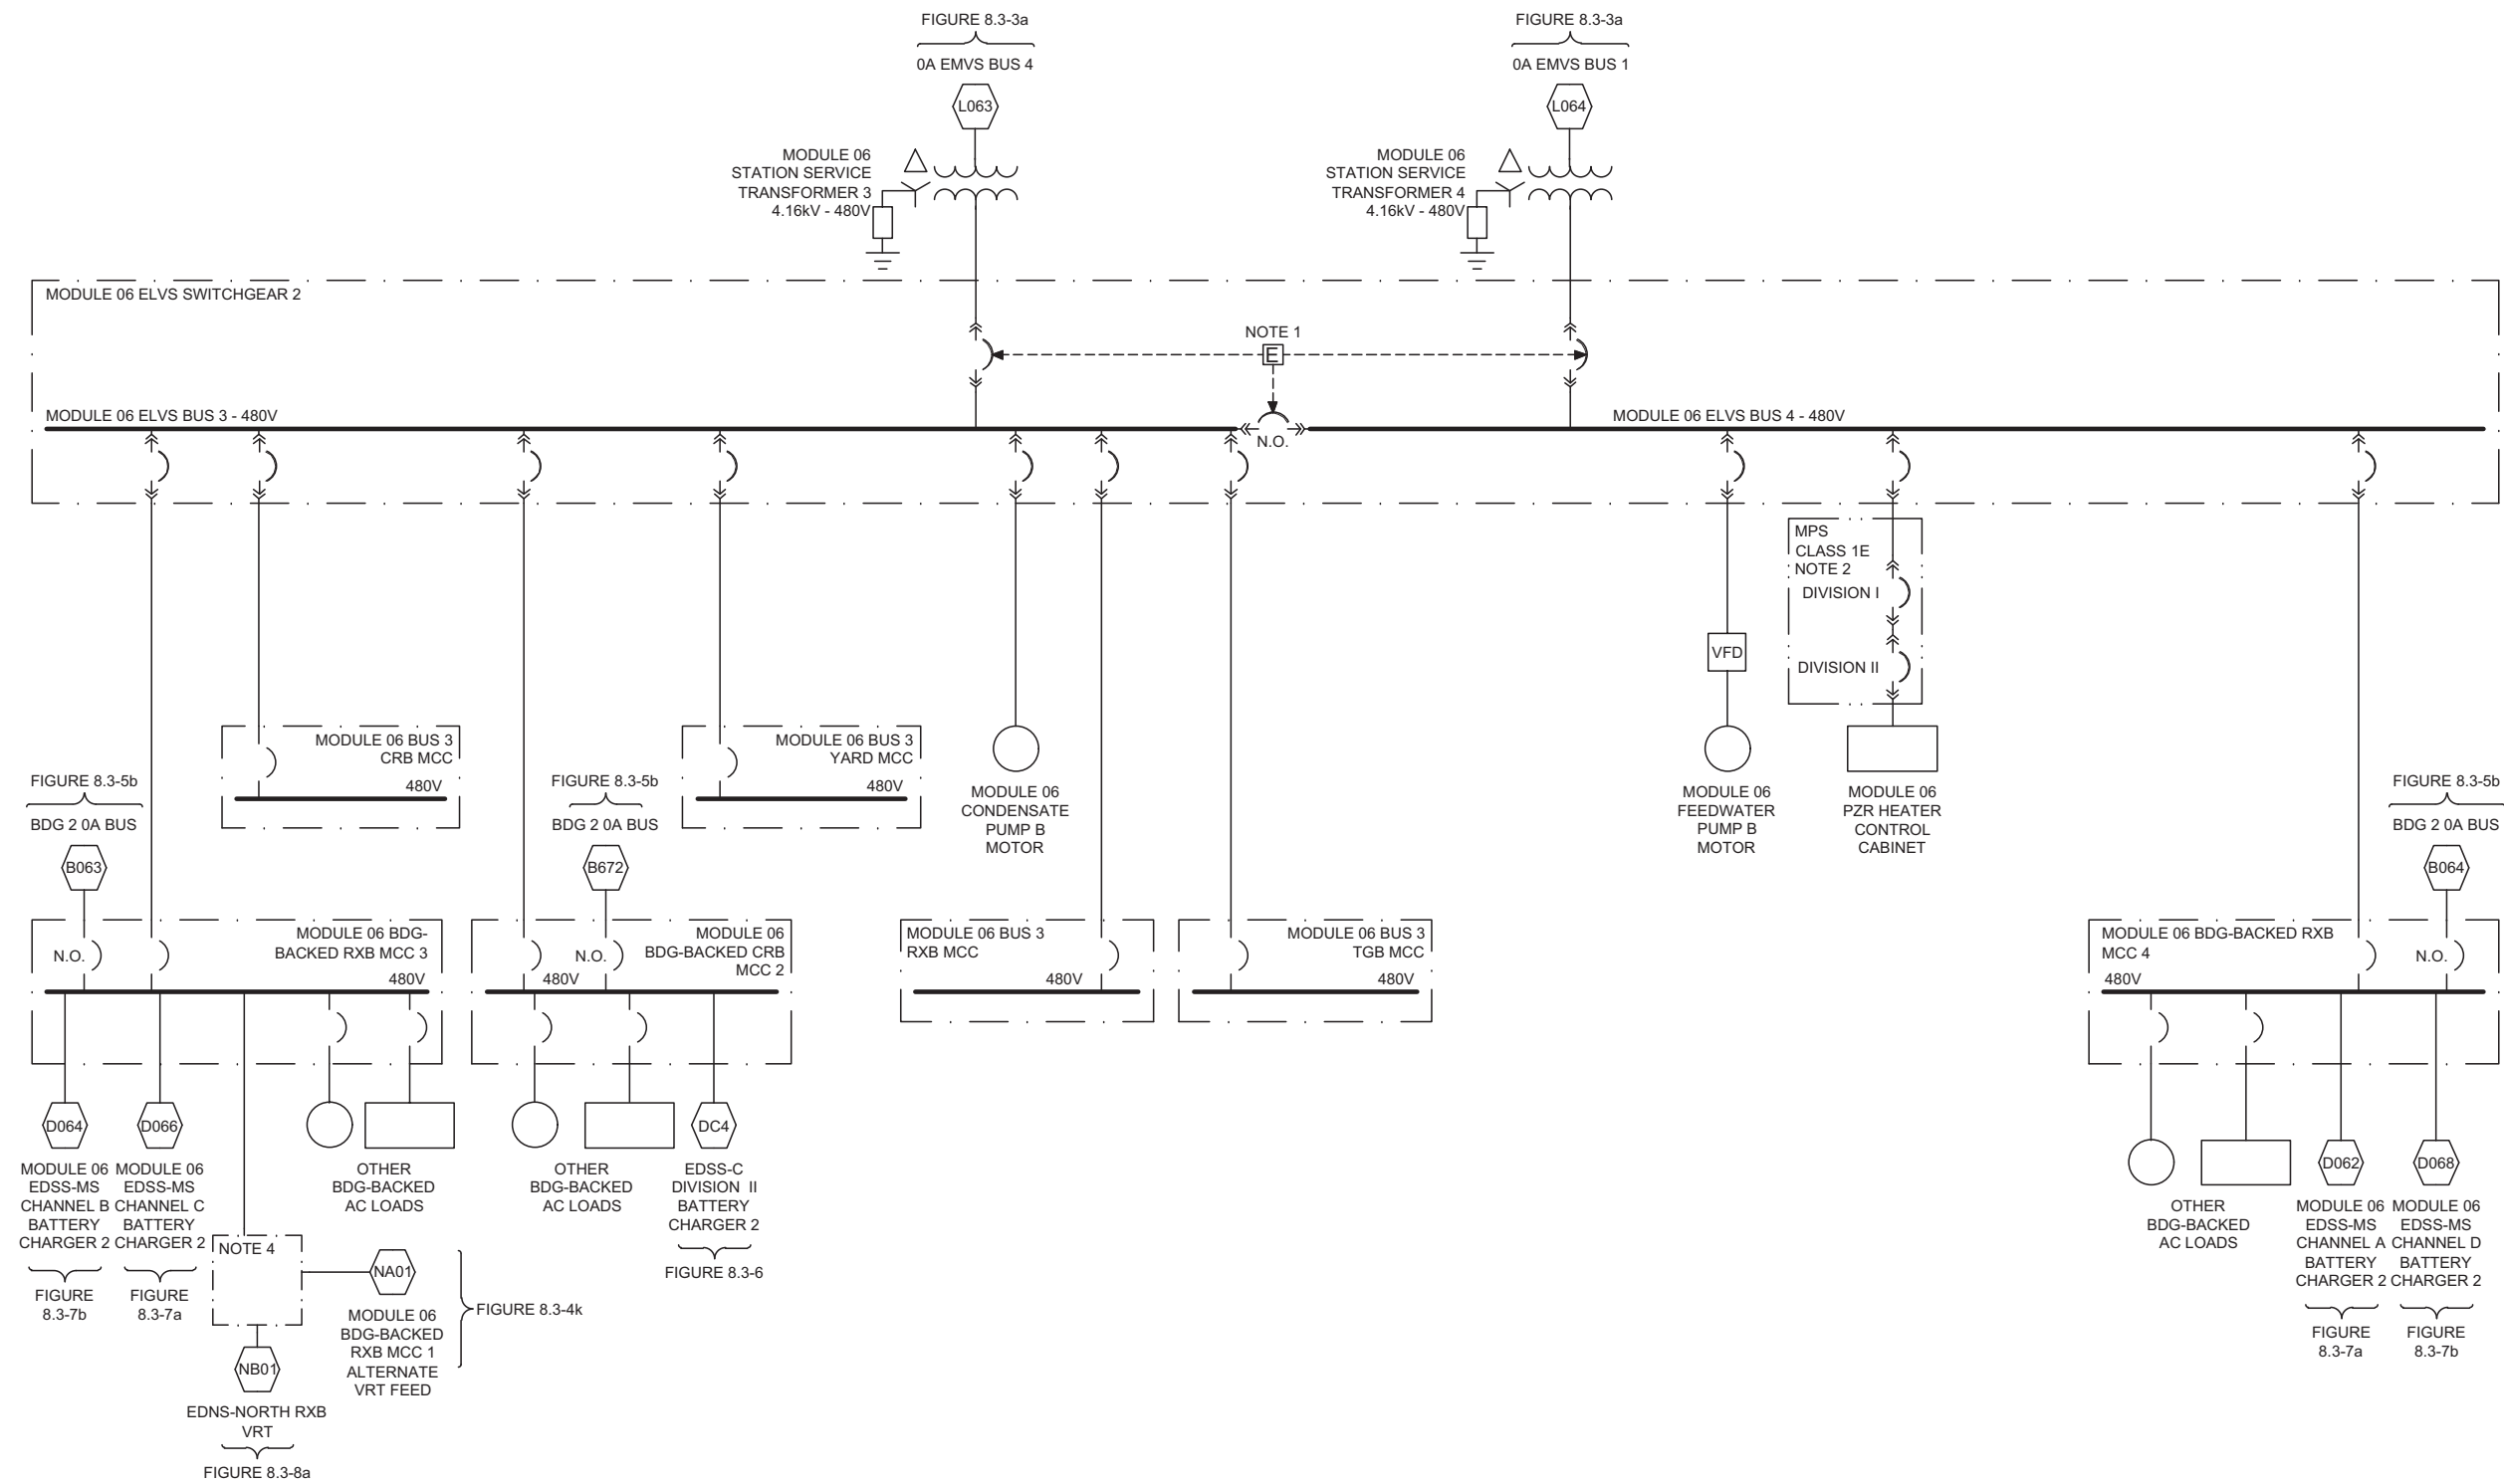 FIGURE 8.3-3a
0A EMVS BUS 4
L063
MODULE 06
STATION SERVICE
TRANSFORMER 3
4.16kV - 480V
FIGURE 8.3-3a
0A EMVS BUS 1
L064
MODULE 06
STATION SERVICE
TRANSFORMER 4
4.16kV - 480V
MODULE 06 ELVS SWITCHGEAR 2
NOTE 1
E
MODULE 06 ELVS BUS 3 - 480V
N.O.
MODULE 06 ELVS BUS 4 - 480V
MPS
CLASS 1E
NOTE 2
DIVISION I
DIVISION II
VFD
MODULE 06 BUS 3
CRB MCC
480V
MODULE 06 BUS 3
YARD MCC
480V
MODULE 06
CONDENSATE
PUMP B
MOTOR
MODULE 06
FEEDWATER
PUMP B
MOTOR
MODULE 06
PZR HEATER
CONTROL
CABINET
FIGURE 8.3-5b
BDG 2 0A BUS
B063
FIGURE 8.3-5b
BDG 2 0A BUS
B672
FIGURE 8.3-5b
BDG 2 0A BUS
B064
N.O.
MODULE 06 BDG-
BACKED RXB MCC 3
480V
MODULE 06
BDG-BACKED CRB
MCC 2
N.O.
480V
MODULE 06 BUS 3
RXB MCC
480V
MODULE 06 BUS 3
TGB MCC
480V
MODULE 06 BDG-BACKED RXB
MCC 4
480V
N.O.
D064
MODULE 06
EDSS-MS
CHANNEL B
BATTERY
CHARGER 2
FIGURE
8.3-7b
D066
MODULE 06
EDSS-MS
CHANNEL C
BATTERY
CHARGER 2
FIGURE
8.3-7a
OTHER
BDG-BACKED
AC LOADS
OTHER
BDG-BACKED
AC LOADS
DC4
EDSS-C
DIVISION II
BATTERY
CHARGER 2
FIGURE 8.3-6
NOTE 4
NA01
MODULE 06
BDG-BACKED
RXB MCC 1
ALTERNATE
VRT FEED
FIGURE 8.3-4k
NB01
EDNS-NORTH RXB
VRT
FIGURE 8.3-8a
OTHER
BDG-BACKED
AC LOADS
D062
MODULE 06
EDSS-MS
CHANNEL A
BATTERY
CHARGER 2
FIGURE
8.3-7a
D068
MODULE 06
EDSS-MS
CHANNEL D
BATTERY
CHARGER 2
FIGURE
8.3-7b